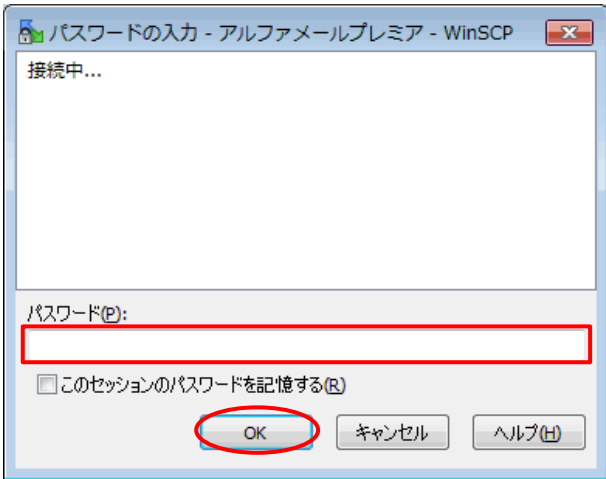 パスワードの入力 - アルファメールプレミア - WinSCP
接続中...
パスワード(P):
このセッションのパスワードを記憶する(R)
OK キャンセル ヘルプ(H)